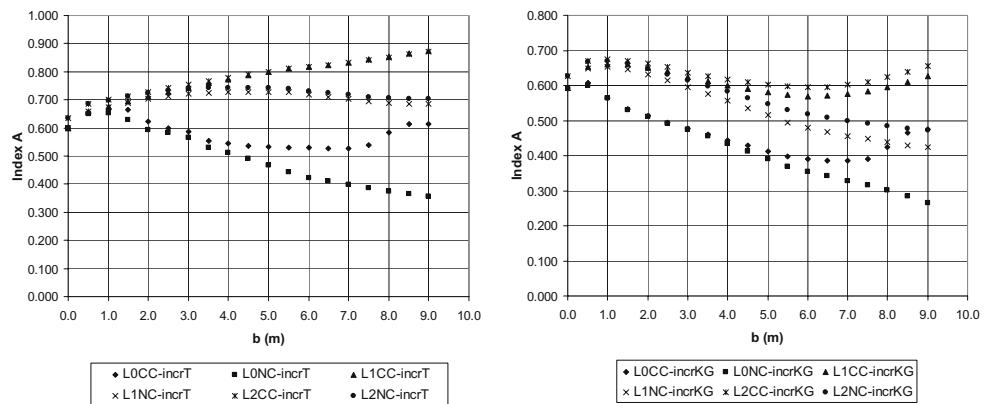 1.000
0.900
0.800
0.700
0.600
0.500
0.400
0.300
0.200
0.100
0.000
Index A
0.0 1.0 2.0 3.0 4.0 5.0 6.0 7.0 8.0 9.0 10.0
b (m)
L0CC-incrT L0NC-incrT L1CC-incrT
L1NC-incrT L2CC-incrT L2NC-incrT
0.800
0.700
0.600
0.500
0.400
0.300
0.200
0.100
0.000
Index A
0.0 1.0 2.0 3.0 4.0 5.0 6.0 7.0 8.0 9.0 10.0
b (m)
L0CC-incrKG L0NC-incrKG L1CC-incrKG
L1NC-incrKG L2CC-incrKG L2NC-incrKG